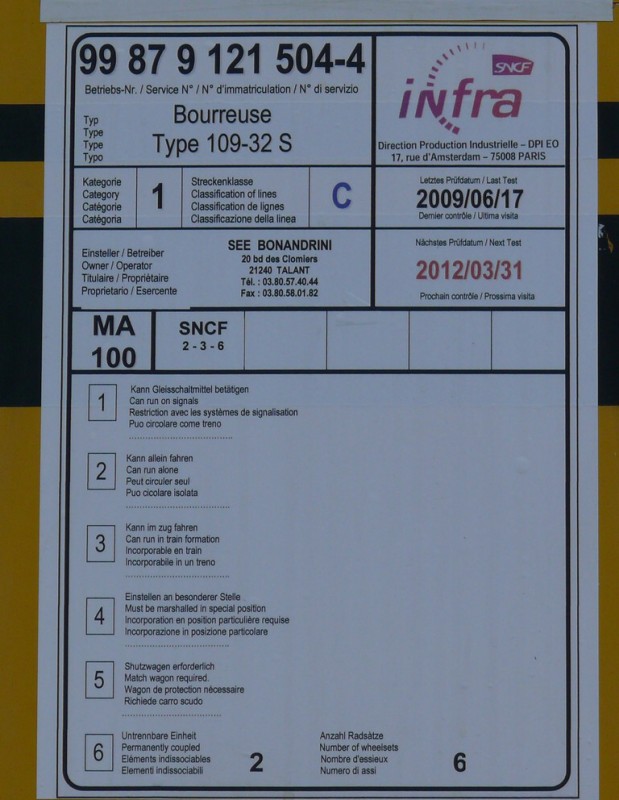 99 87 9 121 504-4
Betriebs-Nr. / Service N° / N° d'immatriculation / N° di servizio
Typ
Type
Type
Typo
Bourreuse
Type 109-32 S
SNCF
infra
Direction Production Industrielle – DPI EO
17, rue d'Amsterdam – 75008 PARIS
Kategorie
Category
Catégorie
Catégoria
1
Streckenklasse
Classification of lines
Classification de lignes
Classificazione della linea
C
Letztes Prüfdatum / Last Test
2009/06/17
Dernier contrôle / Ultima visita
Einsteller / Betreiber
Owner / Operator
Titulaire / Propriétaire
Proprietario / Esercente
SEE BONANDRINI
20 bd des Clomiers
21240 TALANT
Tél. : 03.80.57.40.44
Fax : 03.80.58.01.82
Nächstes Prüfdatum / Next Test
2012/03/31
Prochain contrôle / Prossima visita
MA
100
SNCF
2 - 3 - 6
1
Kann Gleisschaltmittel betätigen
Can run on signals
Restriction avec les systèmes de signalisation
Puo circolare come treno
2
Kann allein fahren
Can run alone
Peut circuler seul
Puo cicolare isolata
3
Kann im zug fahren
Can run in train formation
Incorporable en train
Incorporabile in un treno
4
Einstellen an besonderer Stelle
Must be marshalled in special position
Incorporation en position particulière requise
Incorporazione in posizione particolare
5
Shutzwagen erforderlich
Match wagon required.
Wagon de protection nécessaire
Richiede carro scudo
6
Untrennbare Einheit
Permanently coupled
Eléments indissociables
Elementi indissociabili
2
Anzahl Radsätze
Number of wheelsets
Nombre d'essieux
Numero di assi
6